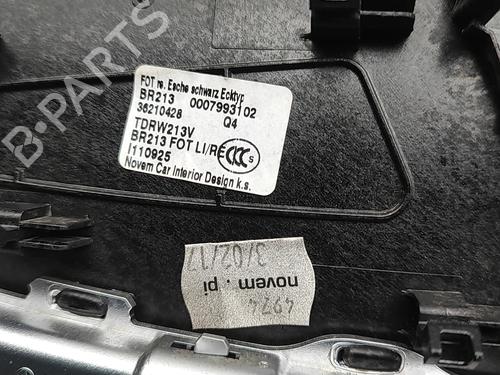 B-PARTS
FOT re. Esche schwarz Ecktyp
BR213 0007993102
36210428 Q4
TDRW213V
BR213 FOT LI/RE CCC S
I110925
Novem Car Interior Design k.s.
4974
novem . pi
3/02/17